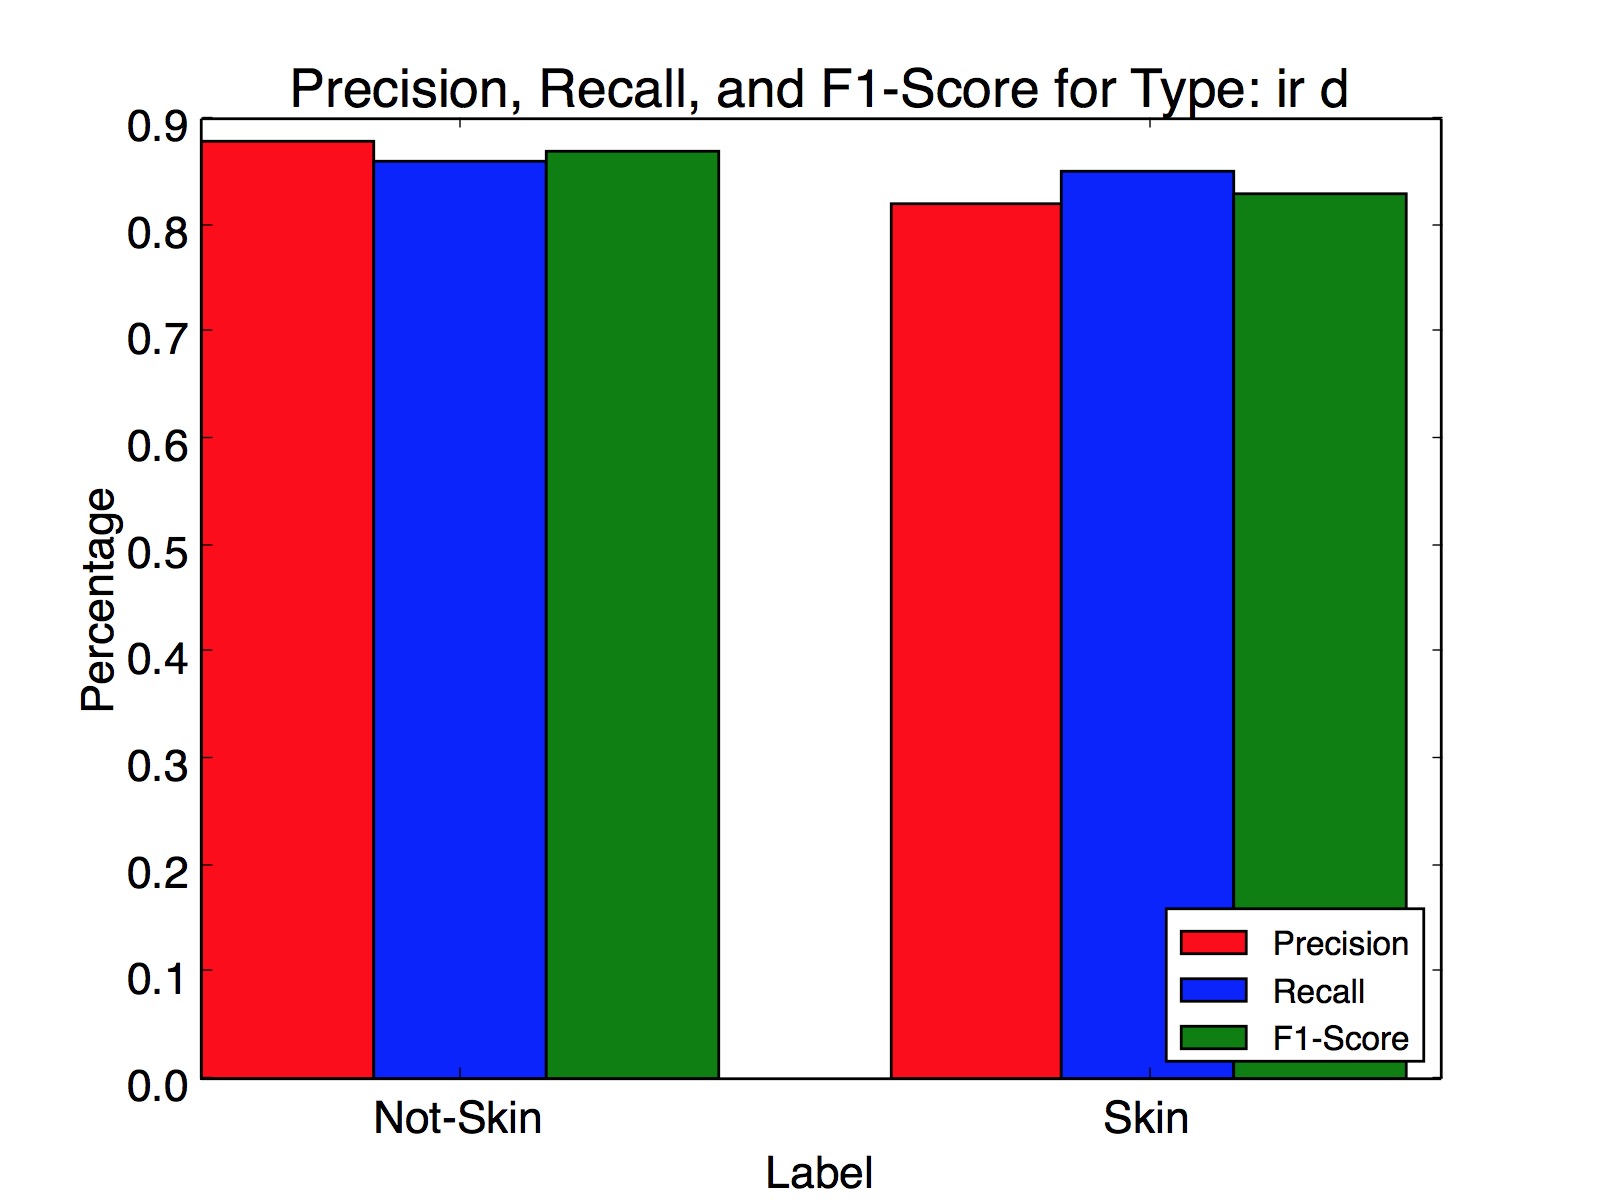 Precision, Recall, and F1-Score for Type: ir d
0.9
0.8
0.7
0.6
0.5
0.4
0.3
0.2
0.1
0.0
Percentage
Not-Skin
Skin
Label
Precision
Recall
F1-Score